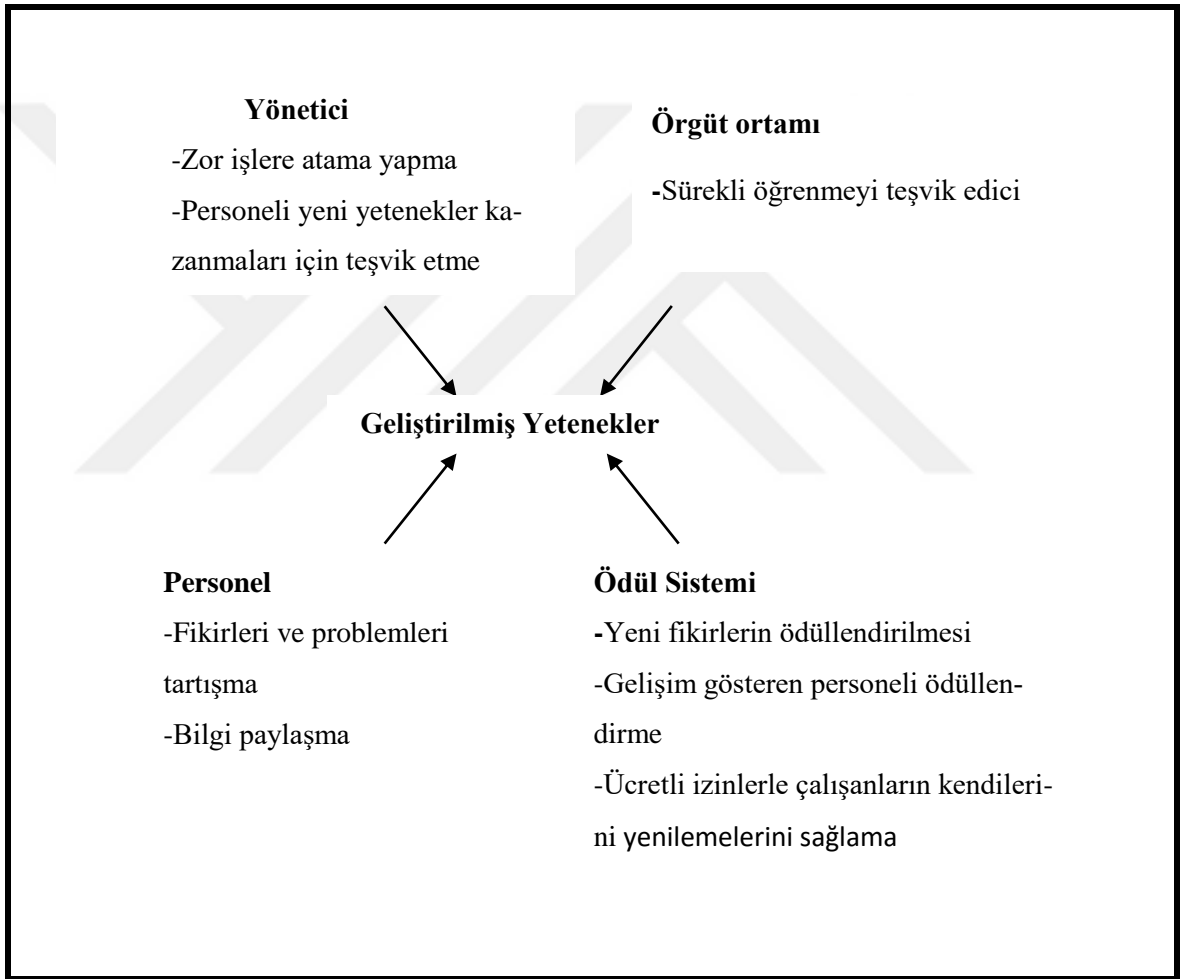 Yönetici
-Zor işlere atama yapma
-Personeli yeni yetenekler ka-
zanmaları için teşvik etme
Örgüt ortamı
-Sürekli öğrenmeyi teşvik edici
Geliştirilmiş Yetenekler
Personel
-Fikirleri ve problemleri
tartışma
-Bilgi paylaşma
Ödül Sistemi
-Yeni fikirlerin ödüllendirilmesi
-Gelişim gösteren personeli ödüllen-
dirme
-Ücretli izinlerle çalışanların kendileri-
ni yenilemelerini sağlama